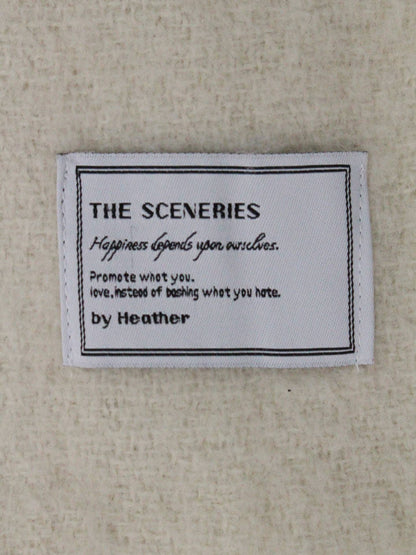 THE SCENERIES
Happiness depends upon ourselves.
Promote what you.
love, instead of bashing what you hate.
by Heather